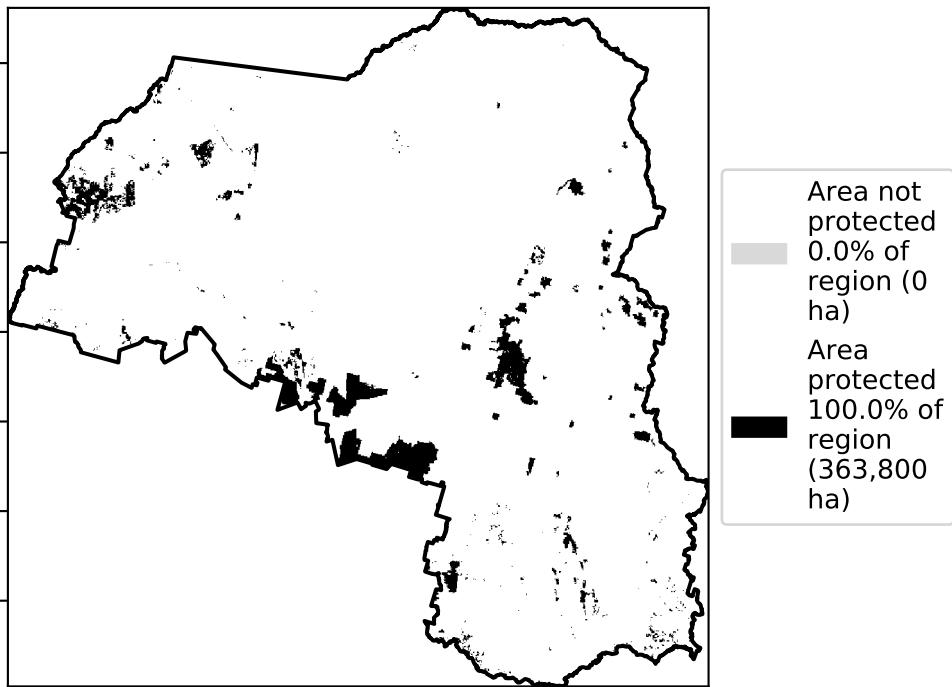 Area not
protected
0.0% of
region (0
ha)
Area
protected
100.0% of
region
(363,800
ha)